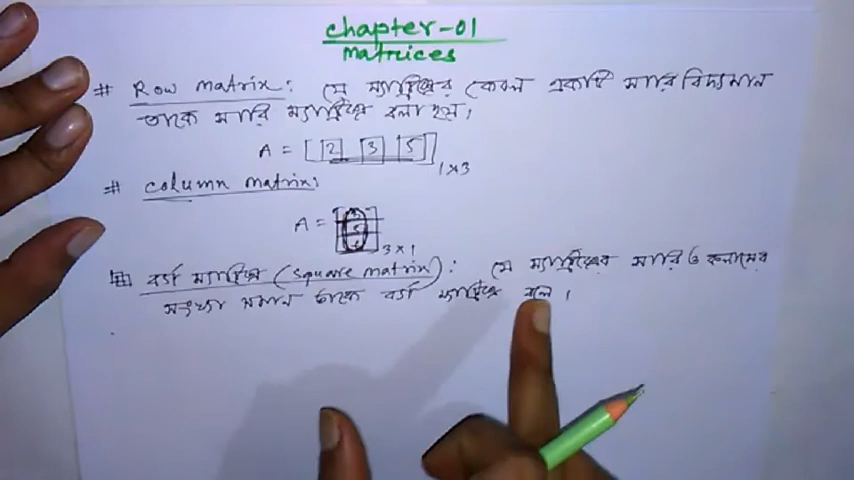 chapter-01
matrices
# Row matrix: যে ম্যাট্রিক্সের কেবল একটি সারি বিদ্যমান
তাকে সারি ম্যাট্রিক্স বলা হয়।
A = [2 3 5] 1×3
# column matrix:
A = 3×1
বর্গ ম্যাট্রিক্স (square matrix): যে ম্যাট্রিক্সের সারি ও কলামের
সংখ্যা সমান তাকে বর্গ ম্যাট্রিক্স বলে।